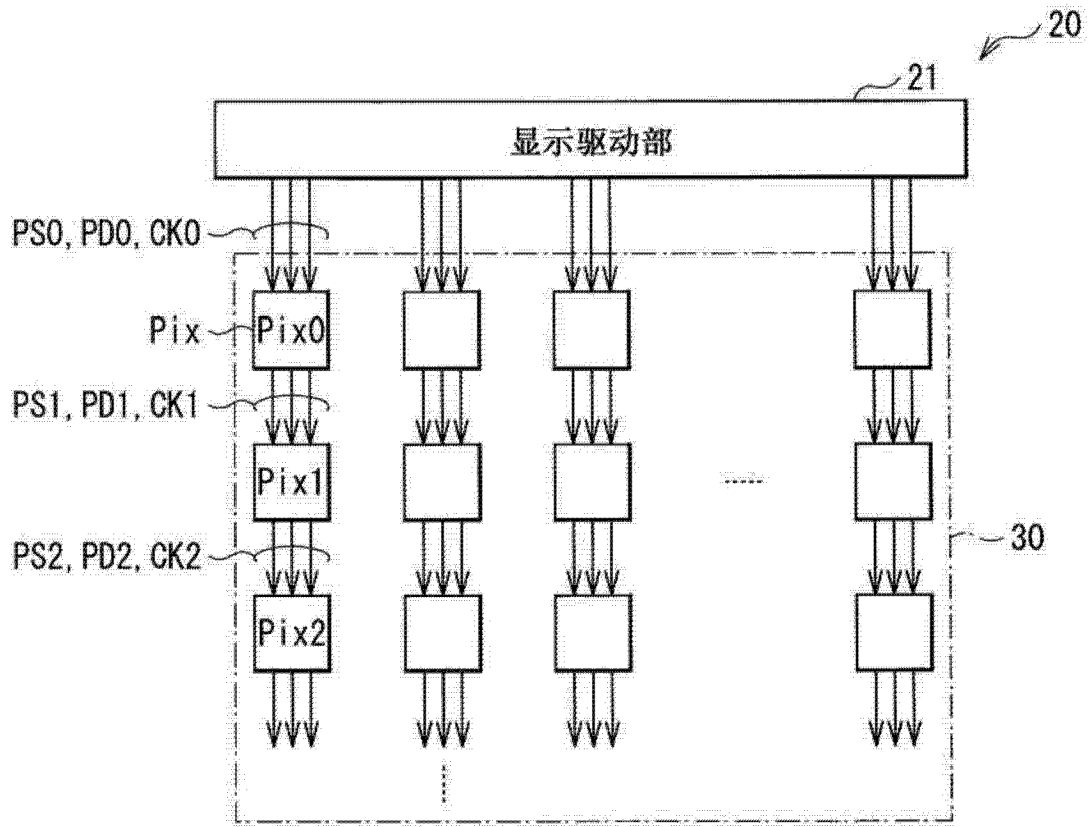 20
21
显示驱动部
PS0, PD0, CK0
Pix
Pix0
PS1, PD1, CK1
Pix1
PS2, PD2, CK2
30
Pix2